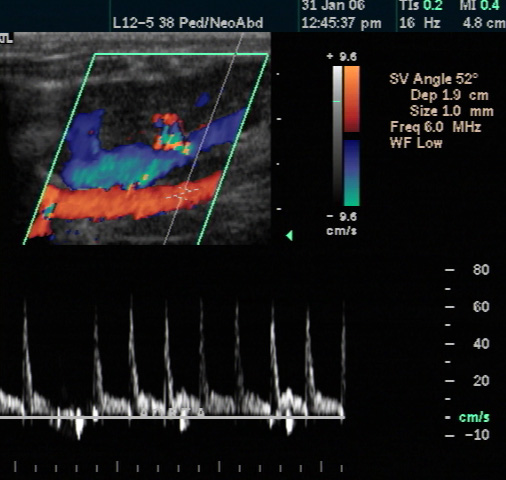 31 Jan 06 TIs 0.2 MI 0.4
L12-5 38 Ped/NeoAbd 12:45:37 pm 16 Hz 4.8 cm
+ 9.6
- 9.6
cm/s
SV Angle 52°
Dep 1.9 cm
Size 1.0 mm
Freq 6.0 MHz
WF Low
80
60
40
20
cm/s
-10